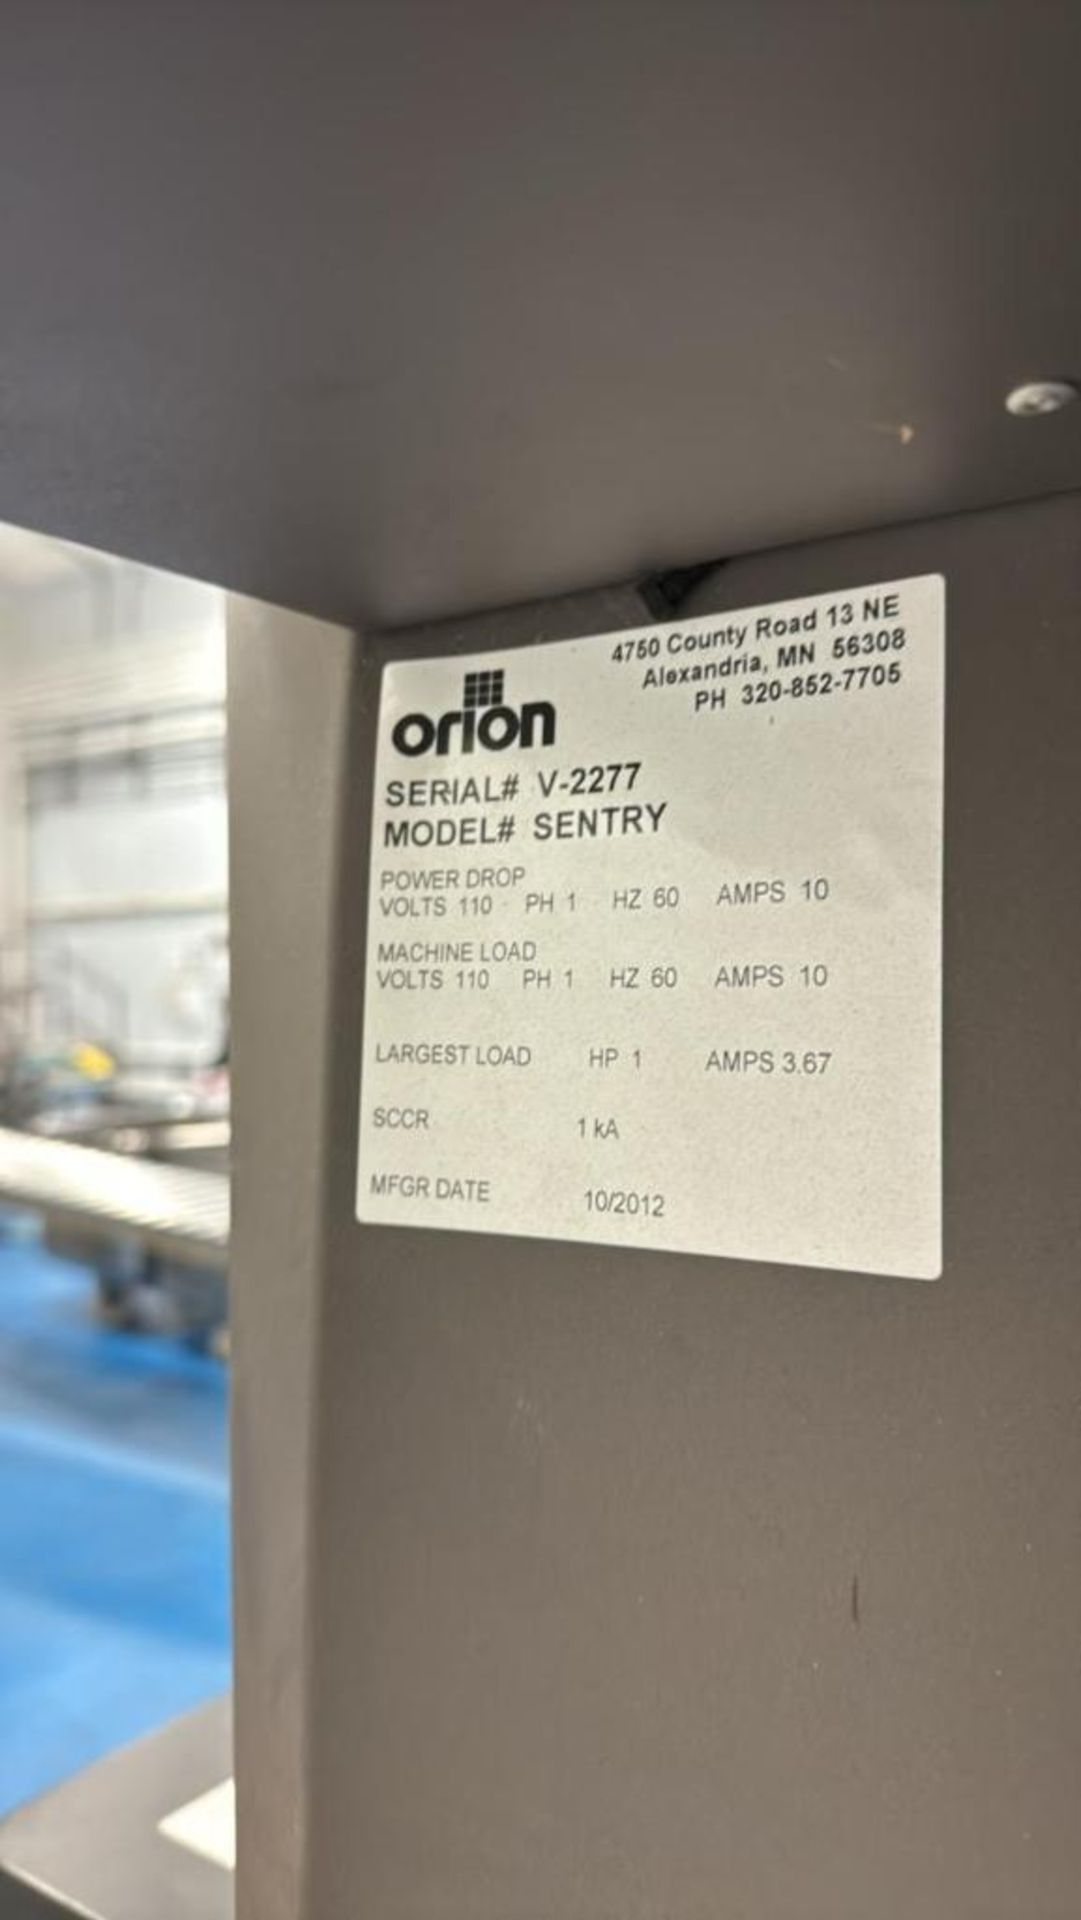 orion
4750 County Road 13 NE
Alexandria, MN 56308
PH 320-852-7705
SERIAL# V-2277
MODEL# SENTRY
POWER DROP
VOLTS 110 PH 1 HZ 60 AMPS 10
MACHINE LOAD
VOLTS 110 PH 1 HZ 60 AMPS 10
LARGEST LOAD HP 1 AMPS 3.67
SCCR 1 kA
MFGR DATE 10/2012